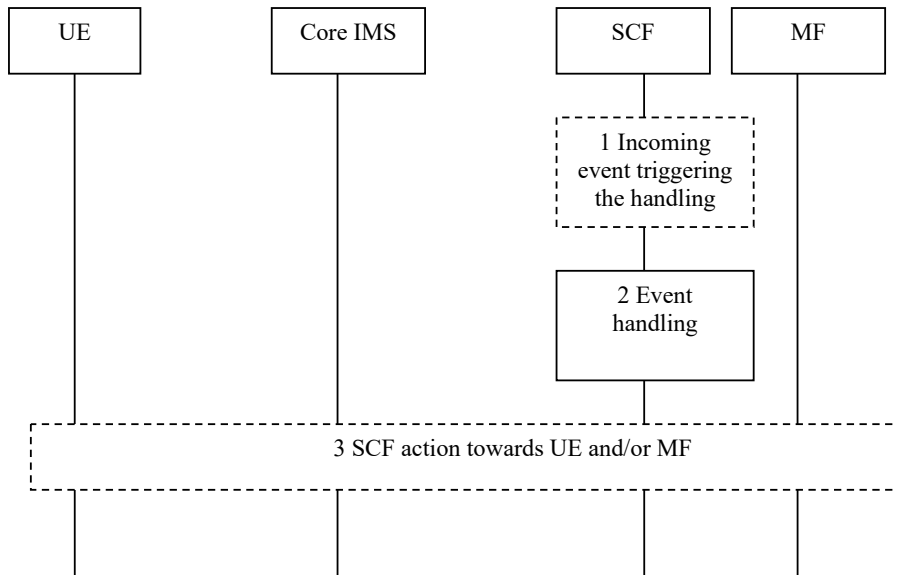 UE
Core IMS
SCF
MF
1 Incoming
event triggering
the handling
2 Event
handling
3 SCF action towards UE and/or MF